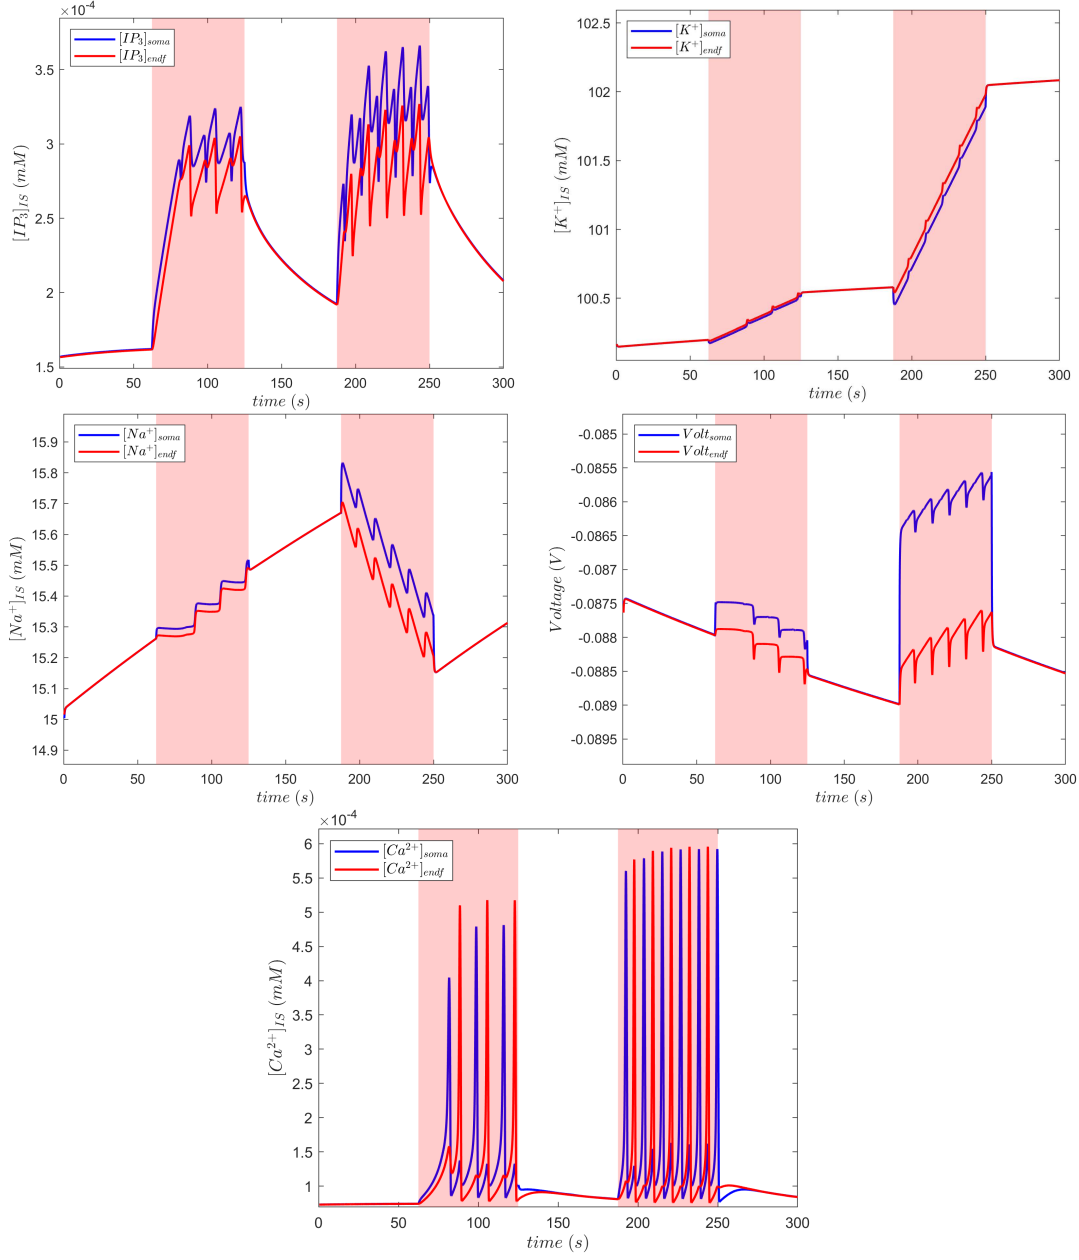 ×10⁻⁴
[IP₃]soma
[IP₃]endf
[IP₃]IS (mM)
3.5
3
2.5
2
1.5
0 50 100 150 200 250 300
time (s)
[K⁺]soma
[K⁺]endf
[K⁺]IS (mM)
102.5
102
101.5
101
100.5
0 50 100 150 200 250 300
time (s)
[Na⁺]soma
[Na⁺]endf
[Na⁺]IS (mM)
15.9
15.8
15.7
15.6
15.5
15.4
15.3
15.2
15.1
15
14.9
0 50 100 150 200 250 300
time (s)
Voltsoma
Voltendf
Voltage (V)
-0.085
-0.0855
-0.086
-0.0865
-0.087
-0.0875
-0.088
-0.0885
-0.089
-0.0895
0 50 100 150 200 250 300
time (s)
×10⁻⁴
[Ca²⁺]soma
[Ca²⁺]endf
[Ca²⁺]IS (mM)
6
5.5
5
4.5
4
3.5
3
2.5
2
1.5
1
0 50 100 150 200 250 300
time (s)